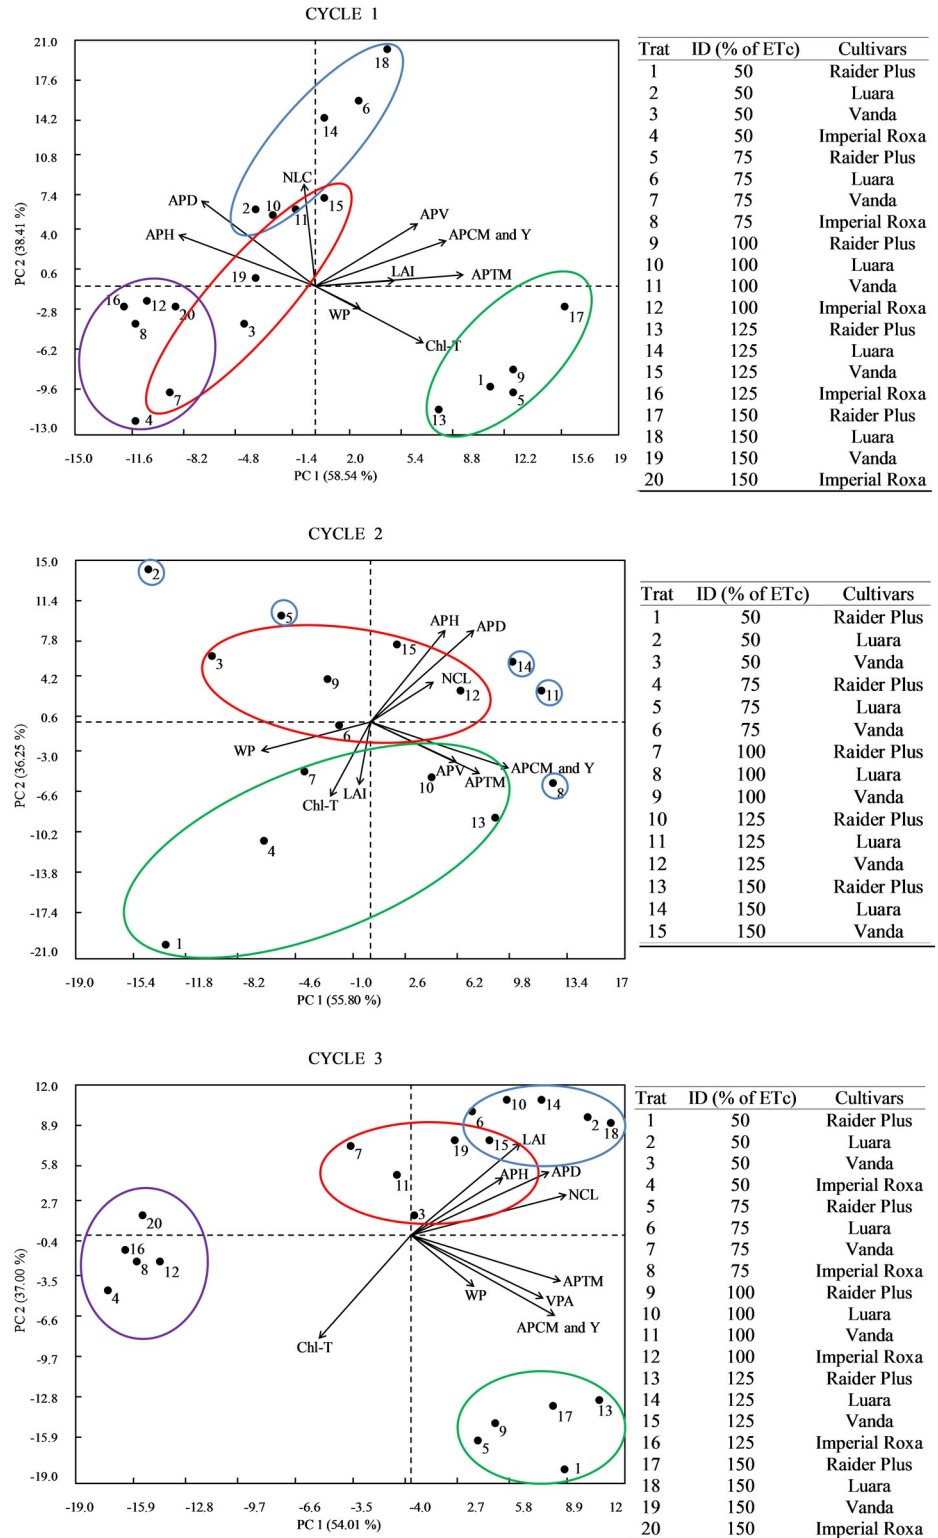 CYCLE 1
21.0
17.6
14.2
10.8
7.4
4.0
0.6
-2.8
-6.2
-9.6
-13.0
PC 2 (38.41 %)
18
6
14
NLC
APD
2 10 11 15
APV
APH
APCM and Y
19
LAI
APTM
16 12 20
WP
17
8
3
Chl-T
7
1 9
5
4
13
-15.0 -11.6 -8.2 -4.8 -1.4 2.0 5.4 8.8 12.2 15.6 19
PC 1 (58.54 %)
Trat ID (% of ETc) Cultivars
1 50 Raider Plus
2 50 Luara
3 50 Vanda
4 50 Imperial Roxa
5 75 Raider Plus
6 75 Luara
7 75 Vanda
8 75 Imperial Roxa
9 100 Raider Plus
10 100 Luara
11 100 Vanda
12 100 Imperial Roxa
13 125 Raider Plus
14 125 Luara
15 125 Vanda
16 125 Imperial Roxa
17 150 Raider Plus
18 150 Luara
19 150 Vanda
20 150 Imperial Roxa
CYCLE 2
15.0
11.4
7.8
4.2
0.6
-3.0
-6.6
-10.2
-13.8
-17.4
-21.0
PC 2 (36.25 %)
2
5
APH APD
15
3
14
9
NCL
12
11
6
WP
7
APV
APCM and Y
10
APTM
Chl-T
LAI
8
13
4
1
-19.0 -15.4 -11.8 -8.2 -4.6 -1.0 2.6 6.2 9.8 13.4 17
PC 1 (55.80 %)
Trat ID (% of ETc) Cultivars
1 50 Raider Plus
2 50 Luara
3 50 Vanda
4 75 Raider Plus
5 75 Luara
6 75 Vanda
7 100 Raider Plus
8 100 Luara
9 100 Vanda
10 125 Raider Plus
11 125 Luara
12 125 Vanda
13 150 Raider Plus
14 150 Luara
15 150 Vanda
CYCLE 3
12.0
8.9
5.8
2.7
-0.4
-3.5
-6.6
-9.7
-12.8
-15.9
-19.0
PC 2 (37.00 %)
10 14
6
2
18
7
19 15
LAI
11
APH
APD
NCL
3
20
16
8 12
4
APTM
WP
VPA
APCM and Y
Chl-T
17 13
9
5
1
-19.0 -15.9 -12.8 -9.7 -6.6 -3.5 -4.0 2.7 5.8 8.9 12
PC 1 (54.01 %)
Trat ID (% of ETc) Cultivars
1 50 Raider Plus
2 50 Luara
3 50 Vanda
4 50 Imperial Roxa
5 75 Raider Plus
6 75 Luara
7 75 Vanda
8 75 Imperial Roxa
9 100 Raider Plus
10 100 Luara
11 100 Vanda
12 100 Imperial Roxa
13 125 Raider Plus
14 125 Luara
15 125 Vanda
16 125 Imperial Roxa
17 150 Raider Plus
18 150 Luara
19 150 Vanda
20 150 Imperial Roxa